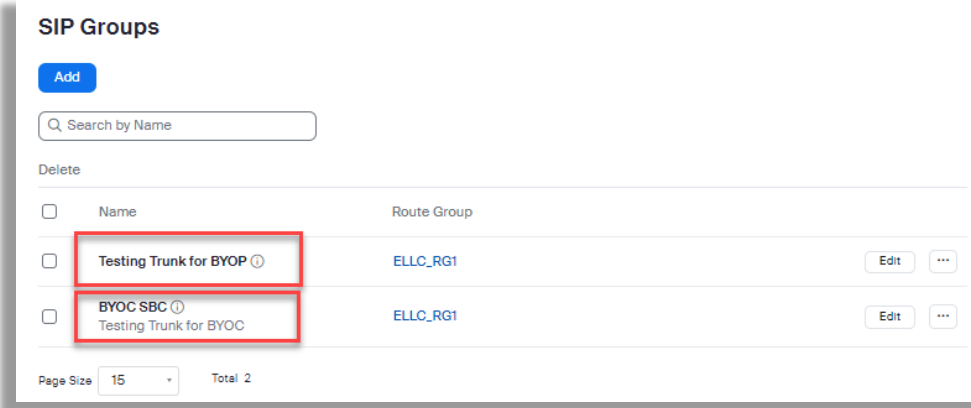 SIP Groups
Add
Search by Name
Delete
Name Route Group
Testing Trunk for BYOP ELLC_RG1 Edit ...
BYOC SBC
Testing Trunk for BYOC ELLC_RG1 Edit ...
Page Size 15 Total 2